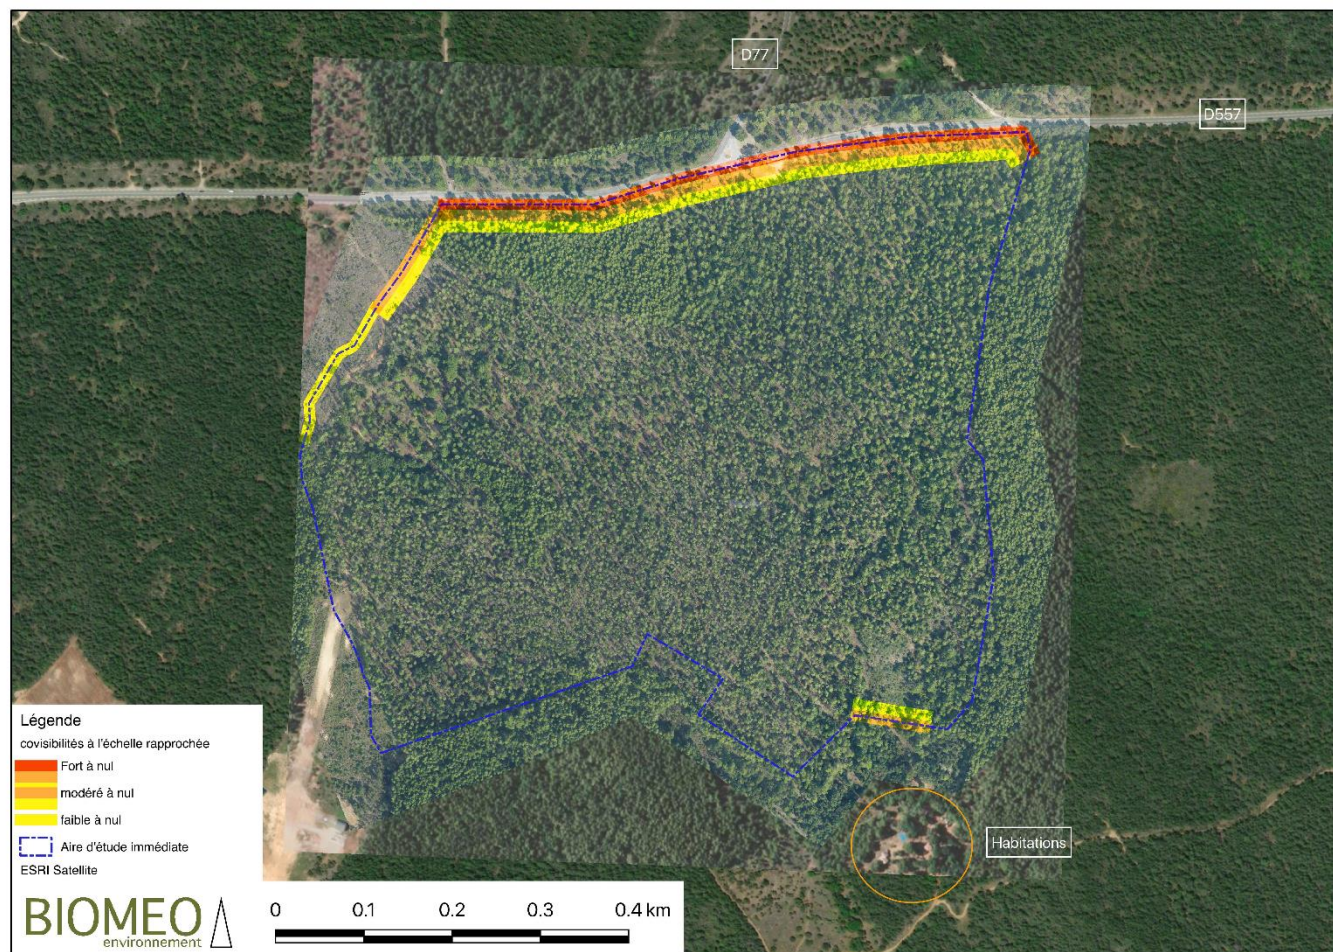 D77
D557
Légende
covisibilités à l'échelle rapprochée
Fort à nul
modéré à nul
faible à nul
Aire d'étude immédiate
ESRI Satellite
Habitations
BIOMEO
environnement
0 0.1 0.2 0.3 0.4 km